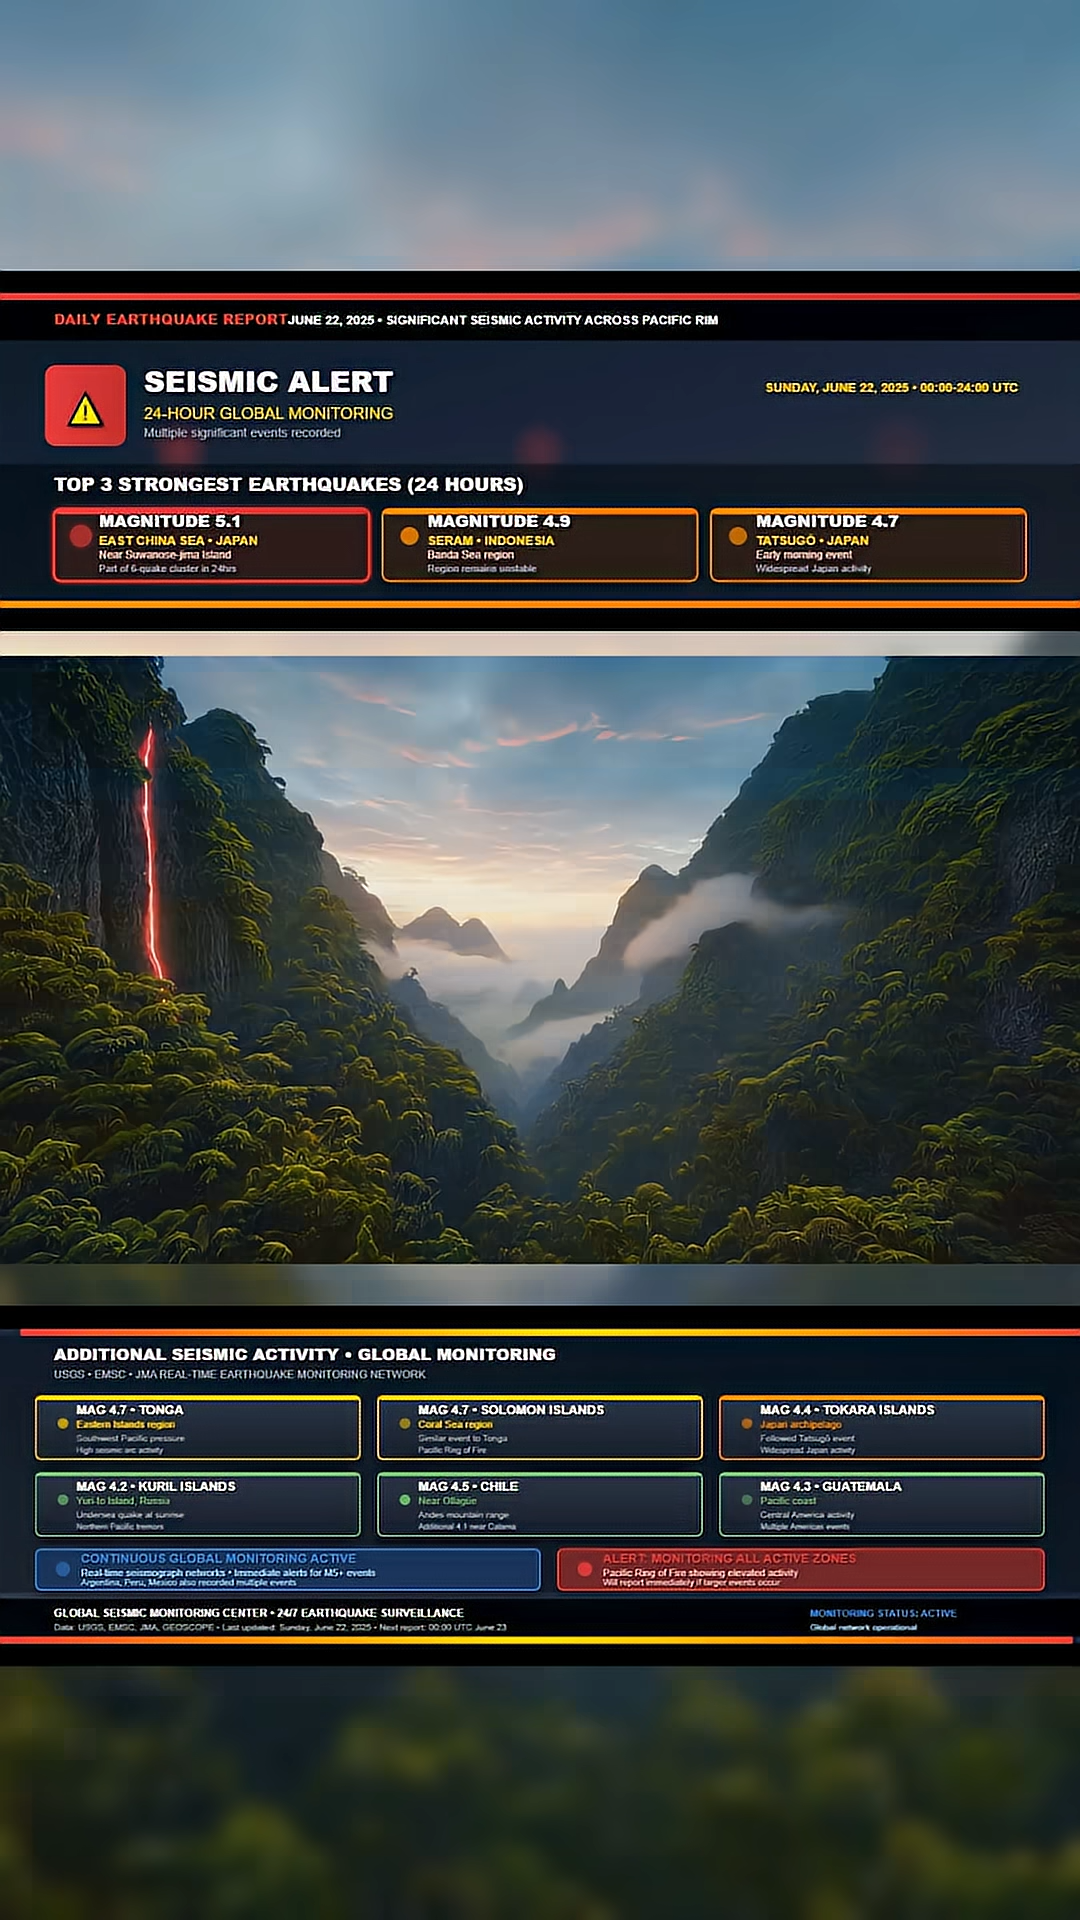 DAILY EARTHQUAKE REPORT JUNE 22, 2025 • SIGNIFICANT SEISMIC ACTIVITY ACROSS PACIFIC RIM
SEISMIC ALERT
24-HOUR GLOBAL MONITORING
Multiple significant events recorded
SUNDAY, JUNE 22, 2025 • 00:00-24:00 UTC
TOP 3 STRONGEST EARTHQUAKES (24 HOURS)
MAGNITUDE 5.1
EAST CHINA SEA • JAPAN
Near Suwanose-jima Island
Part of 6-quake cluster in 24hrs
MAGNITUDE 4.9
SERAM • INDONESIA
Banda Sea region
Region remains unstable
MAGNITUDE 4.7
TATSUGŌ • JAPAN
Early morning event
Widespread Japan activity
ADDITIONAL SEISMIC ACTIVITY • GLOBAL MONITORING
USGS • EMSC • JMA REAL-TIME EARTHQUAKE MONITORING NETWORK
MAG 4.7 • TONGA
Eastern Islands region
Southwest Pacific pressure
High seismic arc activity
MAG 4.7 • SOLOMON ISLANDS
Coral Sea region
Similar event to Tonga
Pacific Ring of Fire
MAG 4.4 • TOKARA ISLANDS
Japan archipelago
Followed Tatsugō event
Widespread Japan activity
MAG 4.2 • KURIL ISLANDS
Yuri-to Island, Russia
Undersea quake at sunrise
Northern Pacific tremors
MAG 4.5 • CHILE
Near Ollagüe
Andes mountain range
Additional 4.1 near Calama
MAG 4.3 • GUATEMALA
Pacific coast
Central America activity
Multiple Americas events
CONTINUOUS GLOBAL MONITORING ACTIVE
Real-time seismograph networks • Immediate alerts for M5+ events
Argentina, Peru, Mexico also recorded multiple events
ALERT: MONITORING ALL ACTIVE ZONES
Pacific Ring of Fire showing elevated activity
Will report immediately if larger events occur
GLOBAL SEISMIC MONITORING CENTER • 24/7 EARTHQUAKE SURVEILLANCE
Data: USGS, EMSC, JMA, GEOSCOPE • Last updated: Sunday, June 22, 2025 • Next report: 00:00 UTC June 23
MONITORING STATUS: ACTIVE
Global network operational